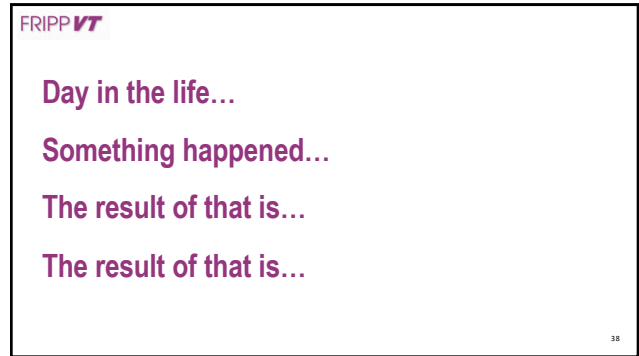 FRIPP VT
Day in the life…
Something happened…
The result of that is…
The result of that is…
38